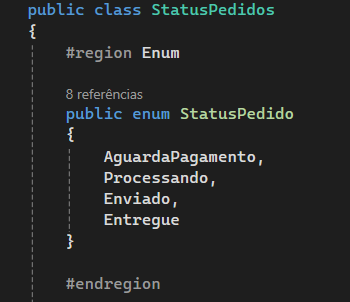 public class StatusPedidos
{
#region Enum
8 referências
public enum StatusPedido
{
AguardaPagamento,
Processando,
Enviado,
Entregue
}
#endregion